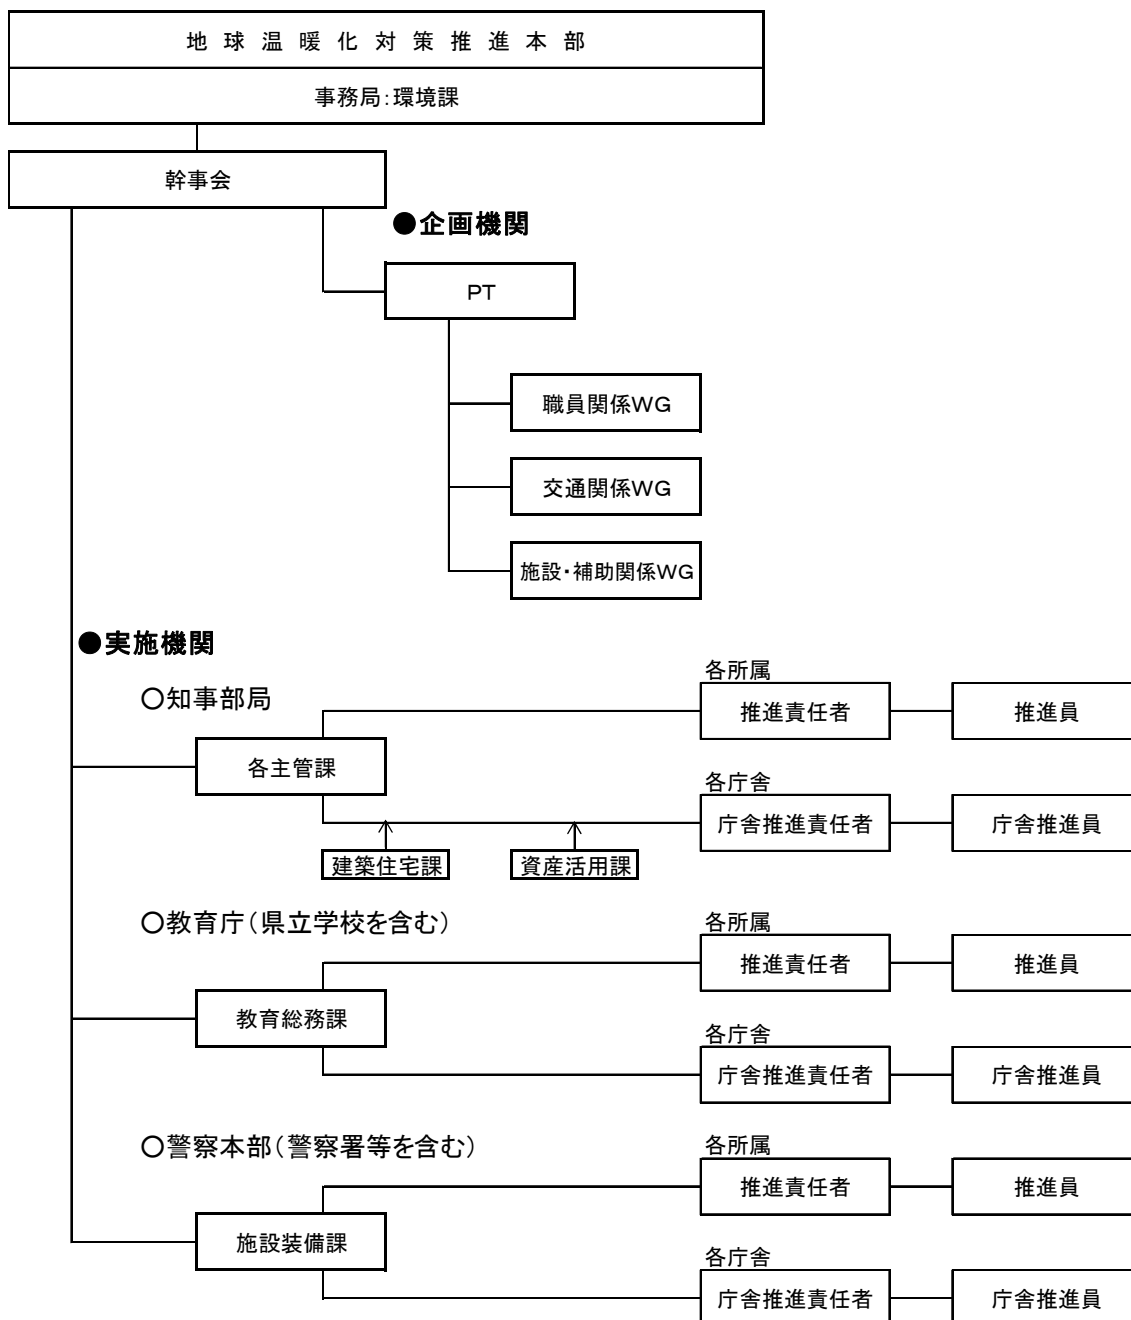 地球温暖化対策推進本部
事務局：環境課
幹事会
●企画機関
PT
職員関係WG
交通関係WG
施設・補助関係WG
●実施機関
各所属
○知事部局
推進責任者
推進員
各主管課
各庁舎
庁舎推進責任者
庁舎推進員
建築住宅課
資産活用課
○教育庁（県立学校を含む）
各所属
推進責任者
推進員
教育総務課
各庁舎
庁舎推進責任者
庁舎推進員
○警察本部（警察署等を含む）
各所属
推進責任者
推進員
施設装備課
各庁舎
庁舎推進責任者
庁舎推進員